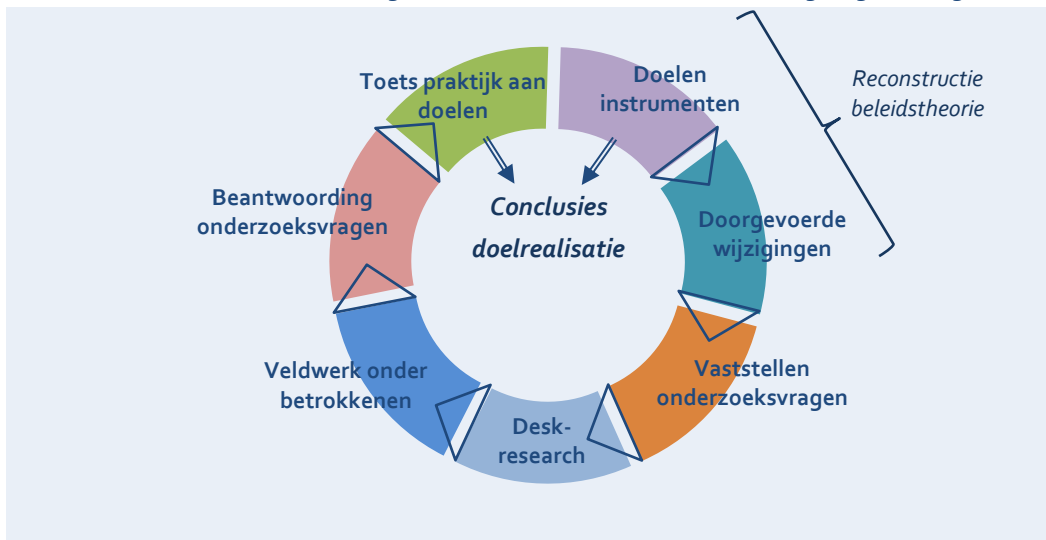 Toets praktijk aan
doelen
Doelen
instrumenten
Reconstructie
beleidstheorie
Beantwoording
onderzoeksvragen
Conclusies
doelrealisatie
Doorgevoerde
wijzigingen
Veldwerk onder
betrokkenen
Vaststellen
onderzoeksvragen
Desk-
research